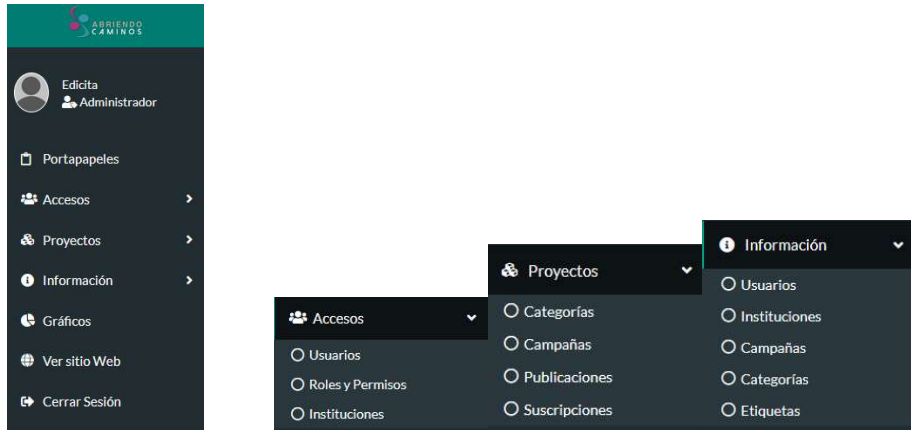 ABRIENDO
CAMINOS
Edicita
Administrador
Portapapeles
Accesos
Proyectos
Información
Gráficos
Ver sitio Web
Cerrar Sesión
Accesos
Usuarios
Roles y Permisos
Instituciones
Proyectos
Categorías
Campañas
Publicaciones
Suscripciones
Información
Usuarios
Instituciones
Campañas
Categorías
Etiquetas